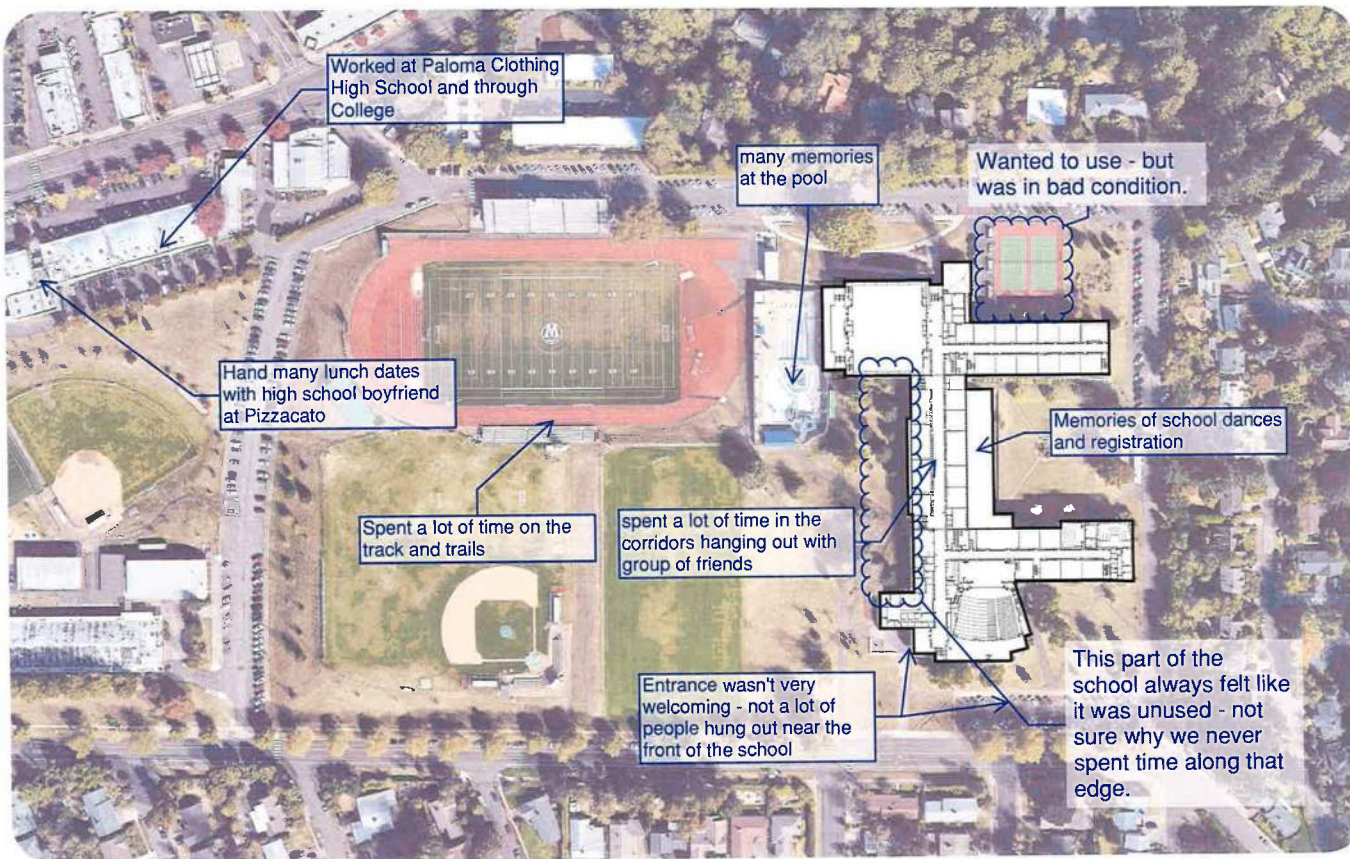 Worked at Paloma Clothing
High School and through
College
many memories
at the pool
Wanted to use - but
was in bad condition.
Hand many lunch dates
with high school boyfriend
at Pizzacato
Memories of school dances
and registration
Spent a lot of time on the
track and trails
spent a lot of time in the
corridors hanging out with
group of friends
Entrance wasn't very
welcoming - not a lot of
people hung out near the
front of the school
This part of the
school always felt like
it was unused - not
sure why we never
spent time along that
edge.
W